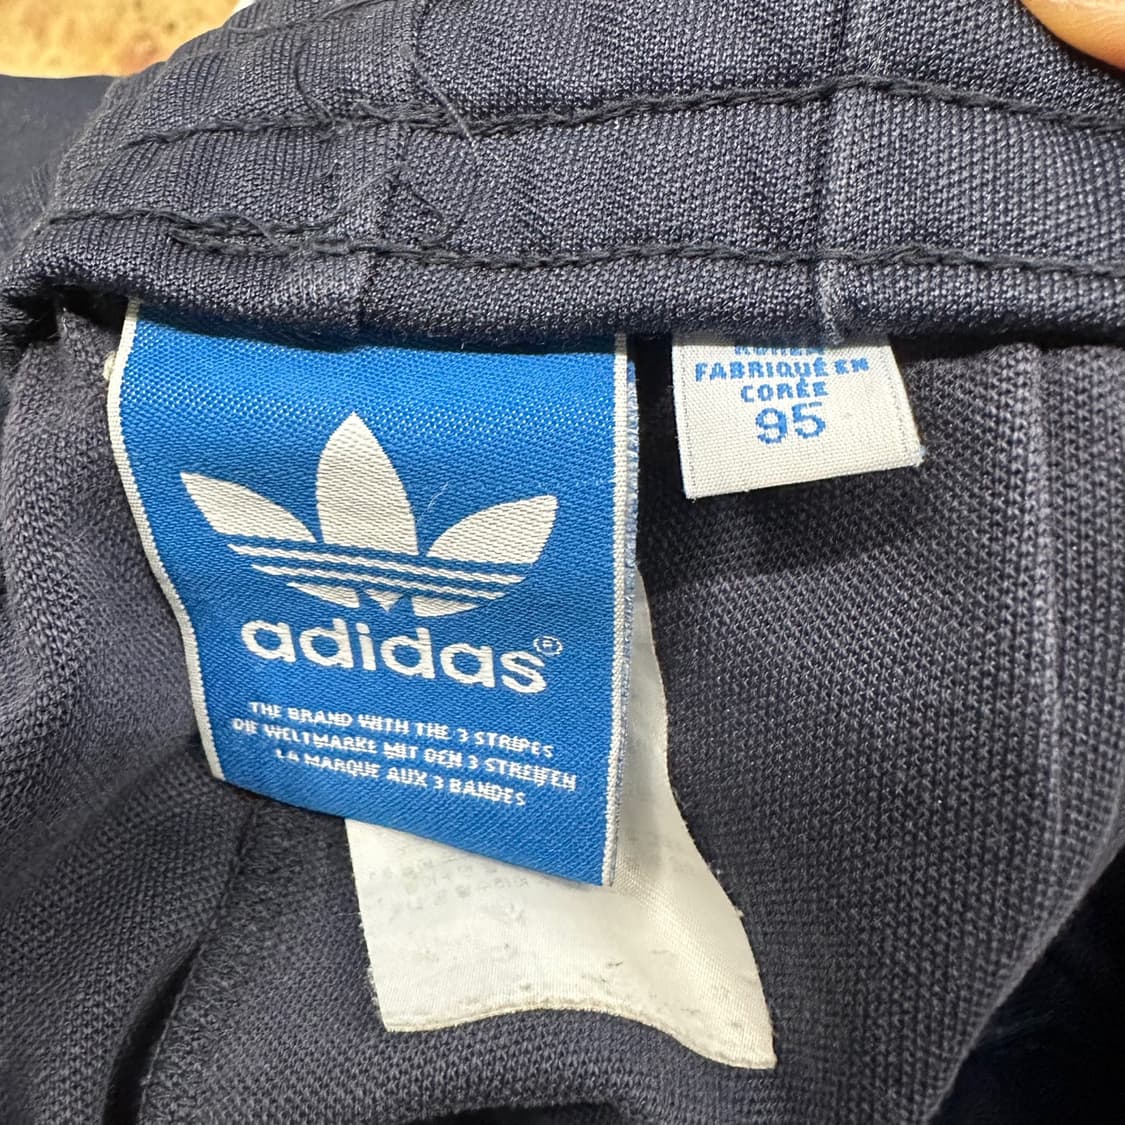 adidas®
THE BRAND WITH THE 3 STRIPES
DIE WELTMARKE MIT DEN 3 STREIFEN
LA MARQUE AUX 3 BANDES
FABRIQUÉ EN
CORÉE
95